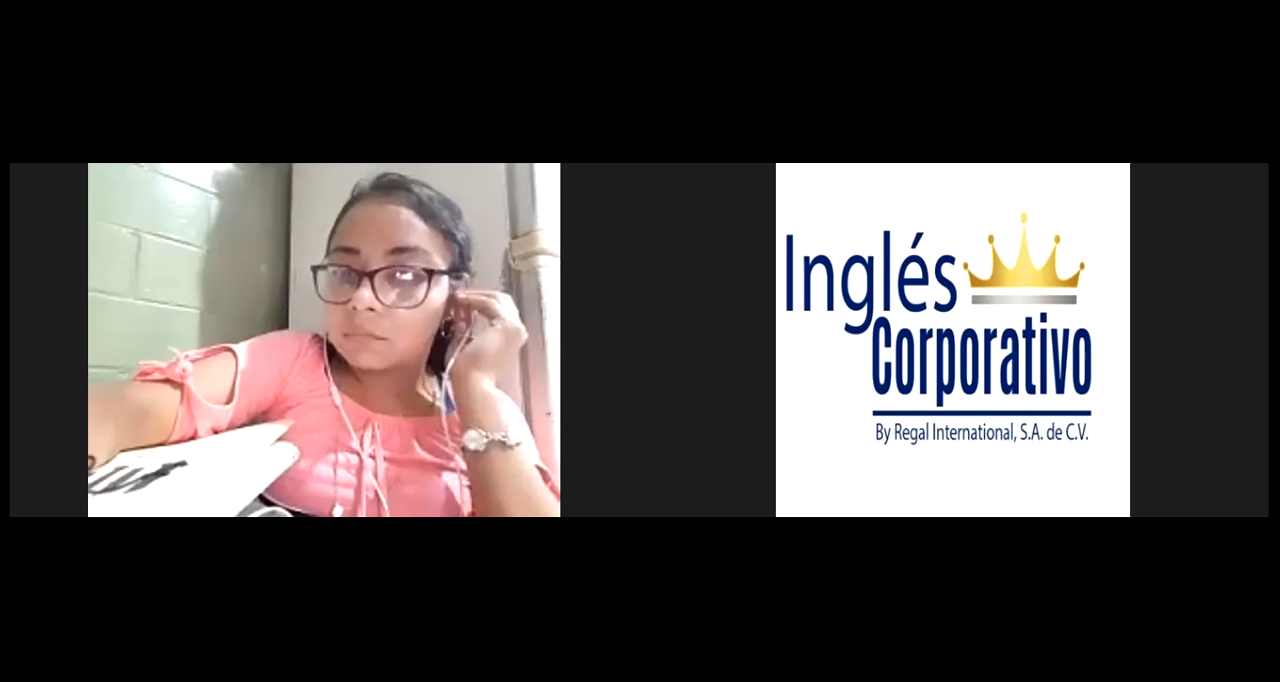 Inglés
Corporativo
By Regal International, S.A. de C.V.